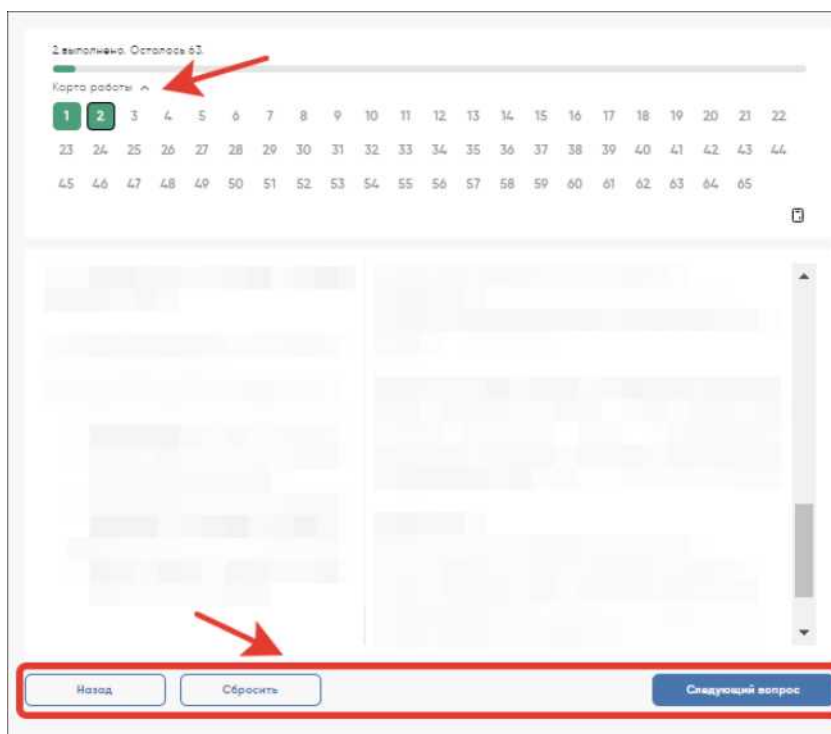 2 выполнено. Осталось 63.
Карта работы
1 2 3 4 5 6 7 8 9 10 11 12 13 14 15 16 17 18 19 20 21 22
23 24 25 26 27 28 29 30 31 32 33 34 35 36 37 38 39 40 41 42 43 44
45 46 47 48 49 50 51 52 53 54 55 56 57 58 59 60 61 62 63 64 65
Назад Сбросить Следующий вопрос